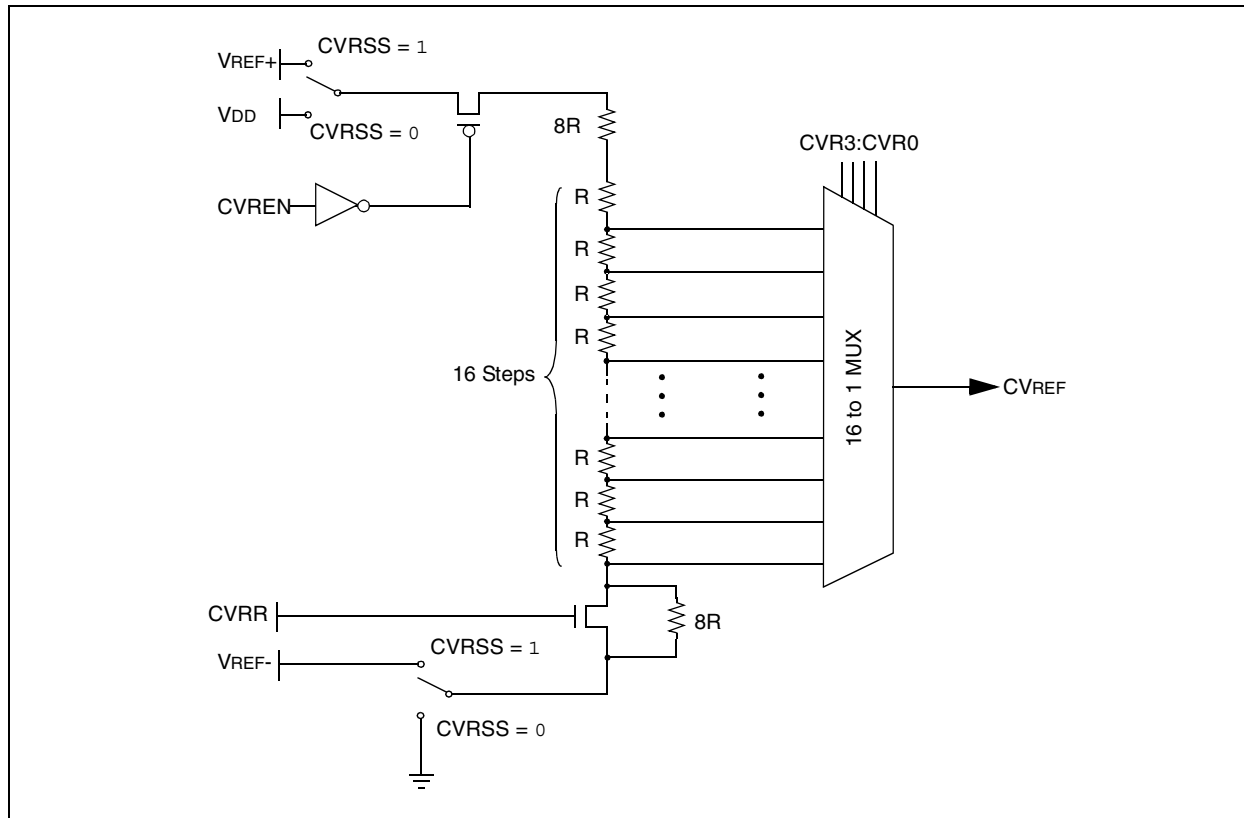 CVRSS = 1
VREF+
VDD
CVRSS = 0
8R
CVR3:CVR0
CVREN
R
R
R
R
16 Steps
16 to 1 MUX
CVREF
R
R
R
CVRR
8R
CVRSS = 1
VREF-
CVRSS = 0